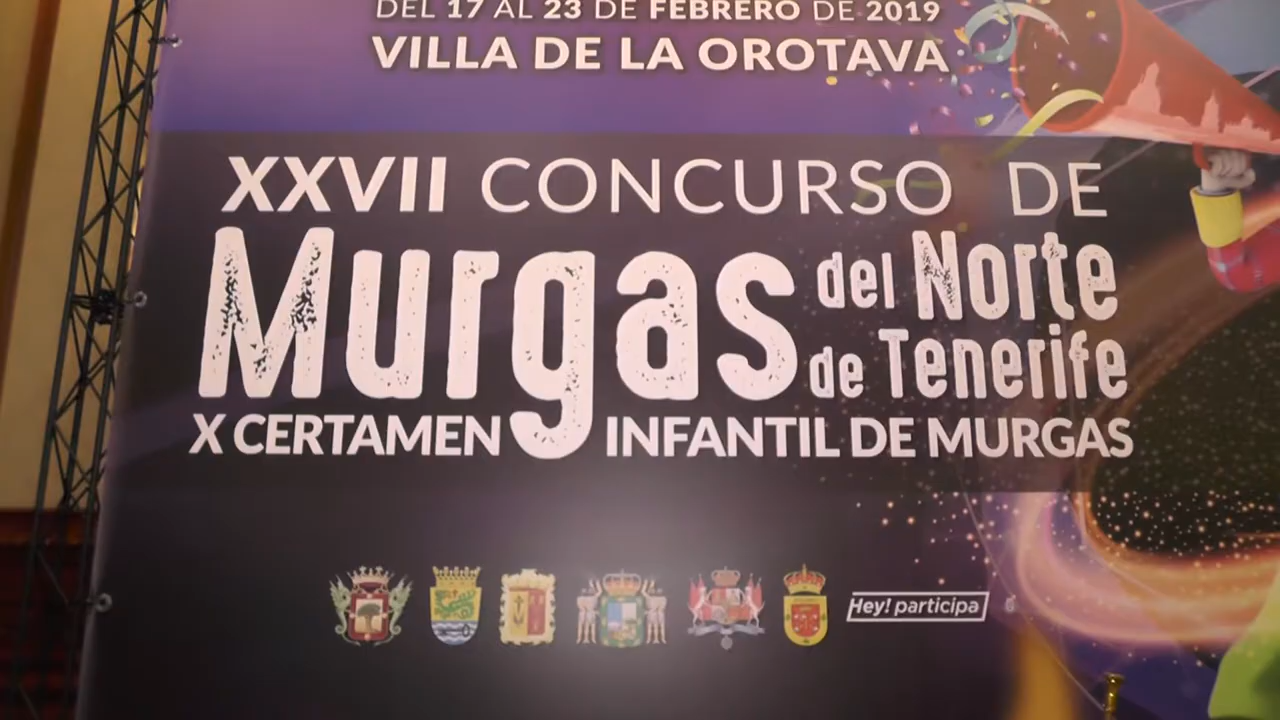 DEL 17 AL 23 DE FEBRERO DE 2019
VILLA DE LA OROTAVA
XXVII CONCURSO DE
Murgas del Norte
de Tenerife
X CERTAMEN INFANTIL DE MURGAS
Hey! participa